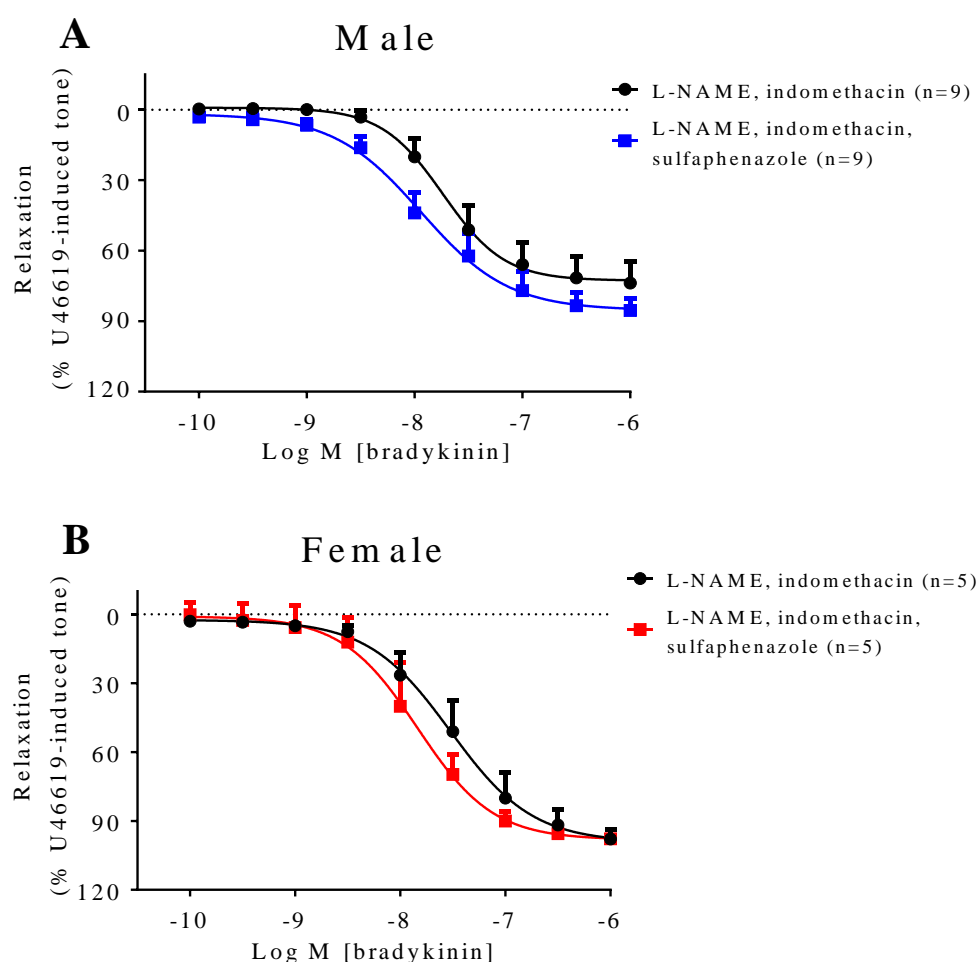 A
Male
L-NAME, indomethacin (n=9)
L-NAME, indomethacin,
sulfaphenazole (n=9)
Relaxation
(% U46619-induced tone)
0
30
60
90
120
-10
-9
-8
-7
-6
Log M [bradykinin]
B
Female
L-NAME, indomethacin (n=5)
L-NAME, indomethacin,
sulfaphenazole (n=5)
Relaxation
(% U46619-induced tone)
0
30
60
90
120
-10
-9
-8
-7
-6
Log M [bradykinin]